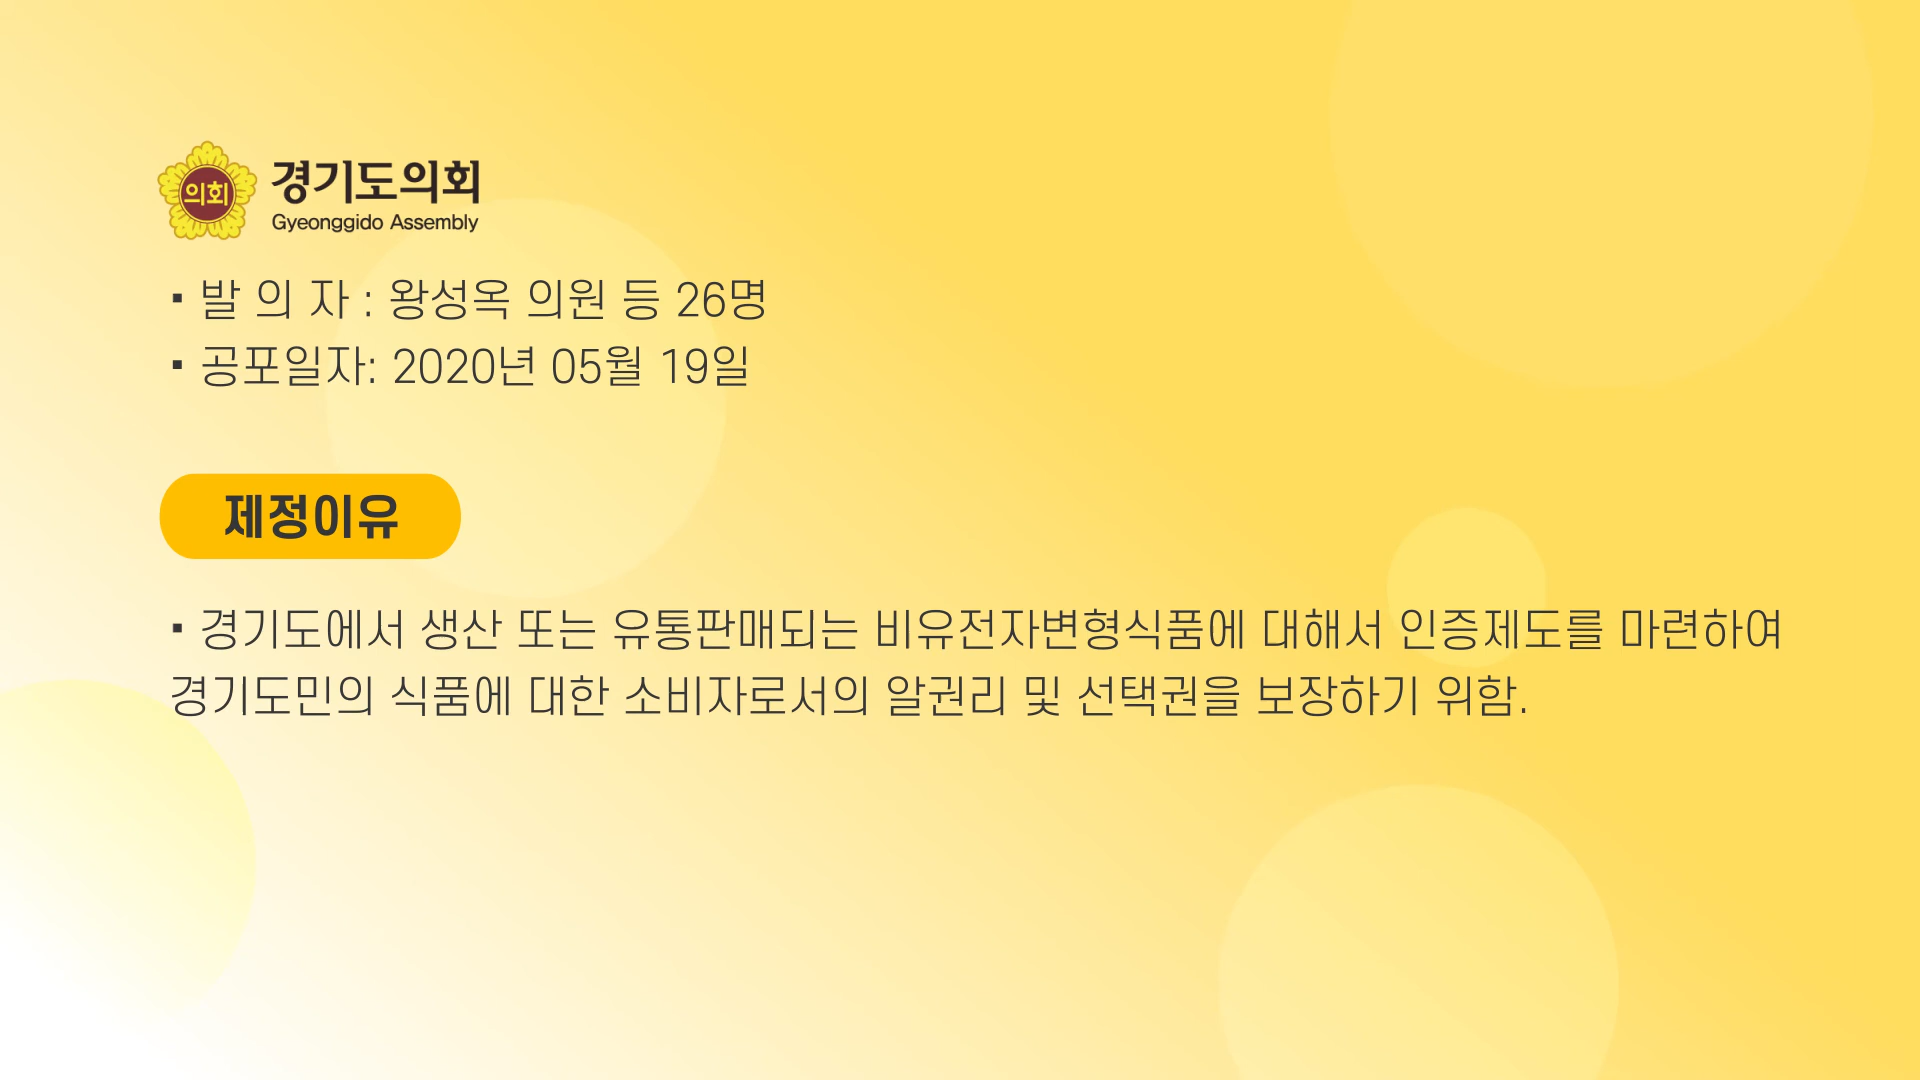 의회
경기도의회
Gyeonggido Assembly
▪ 발 의 자 : 왕성옥 의원 등 26명
▪ 공포일자: 2020년 05월 19일
제정이유
▪ 경기도에서 생산 또는 유통판매되는 비유전자변형식품에 대해서 인증제도를 마련하여
경기도민의 식품에 대한 소비자로서의 알권리 및 선택권을 보장하기 위함.